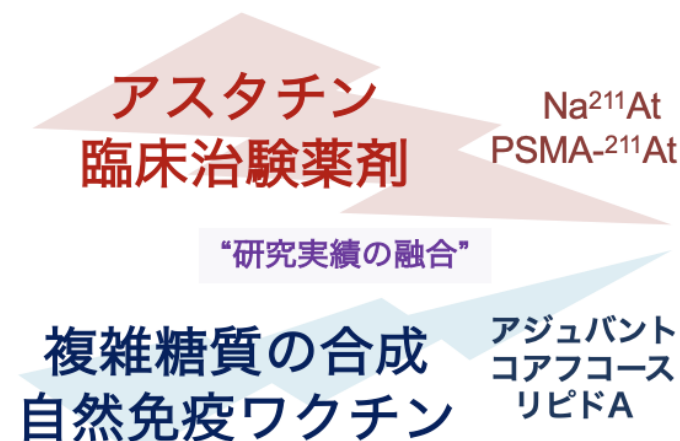 アスタチン
臨床治験薬剤
Na²¹¹At
PSMA-²¹¹At
“研究実績の融合”
複雑糖質の合成
自然免疫ワクチン
アジュバント
コアフコース
リピドA